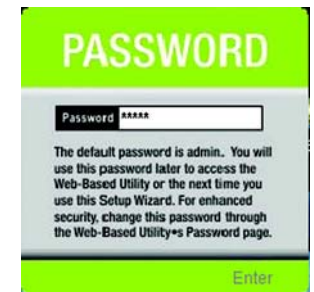 PASSWORD
Password *****
The default password is admin. You will
use this password later to access the
Web-Based Utility or the next time you
use this Setup Wizard. For enhanced
security, change this password through
the Web-Based Utility•s Password page.
Enter